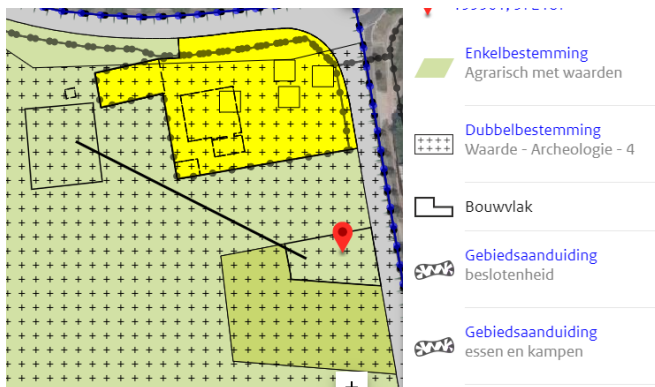 Enkelbestemming
Agrarisch met waarden
Dubbelbestemming
Waarde - Archeologie - 4
Bouwvlak
Gebiedsaanduiding
beslotenheid
Gebiedsaanduiding
essen en kampen